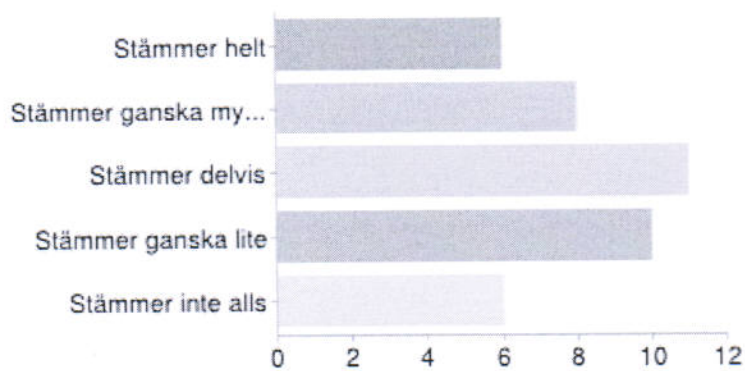 Stämmer helt
Stämmer ganska my...
Stämmer delvis
Stämmer ganska lite
Stämmer inte alls
0 2 4 6 8 10 12